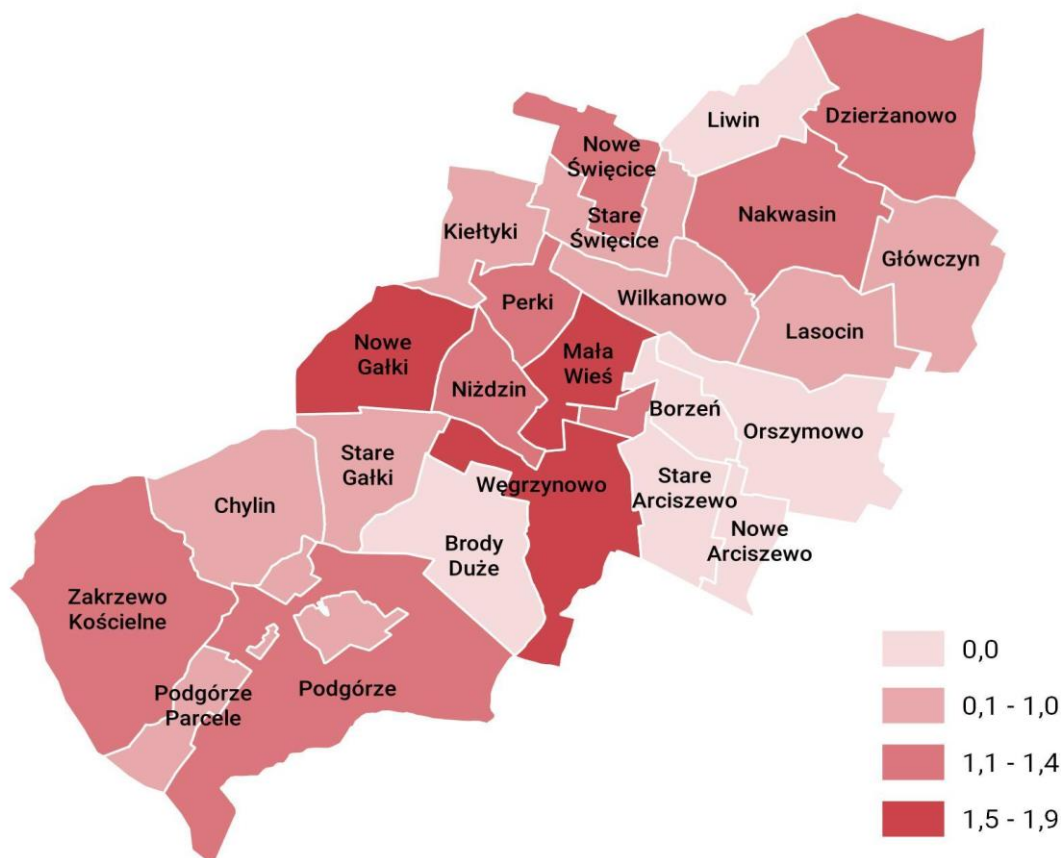 Liwin
Dzierżanowo
Nowe
Święcice
Nakwasin
Stare
Święcice
Kiełtyki
Główczyn
Perki
Wilkanowo
Lasocin
Nowe
Gałki
Mała
Wieś
Niżdzin
Borzeń
Orszymowo
Stare
Gałki
Węgrzynowo
Stare
Arciszewo
Chylin
Nowe
Arciszewo
Brody
Duże
Zakrzewo
Kościelne
Podgórze
Parcele
Podgórze
0,0
0,1 - 1,0
1,1 - 1,4
1,5 - 1,9